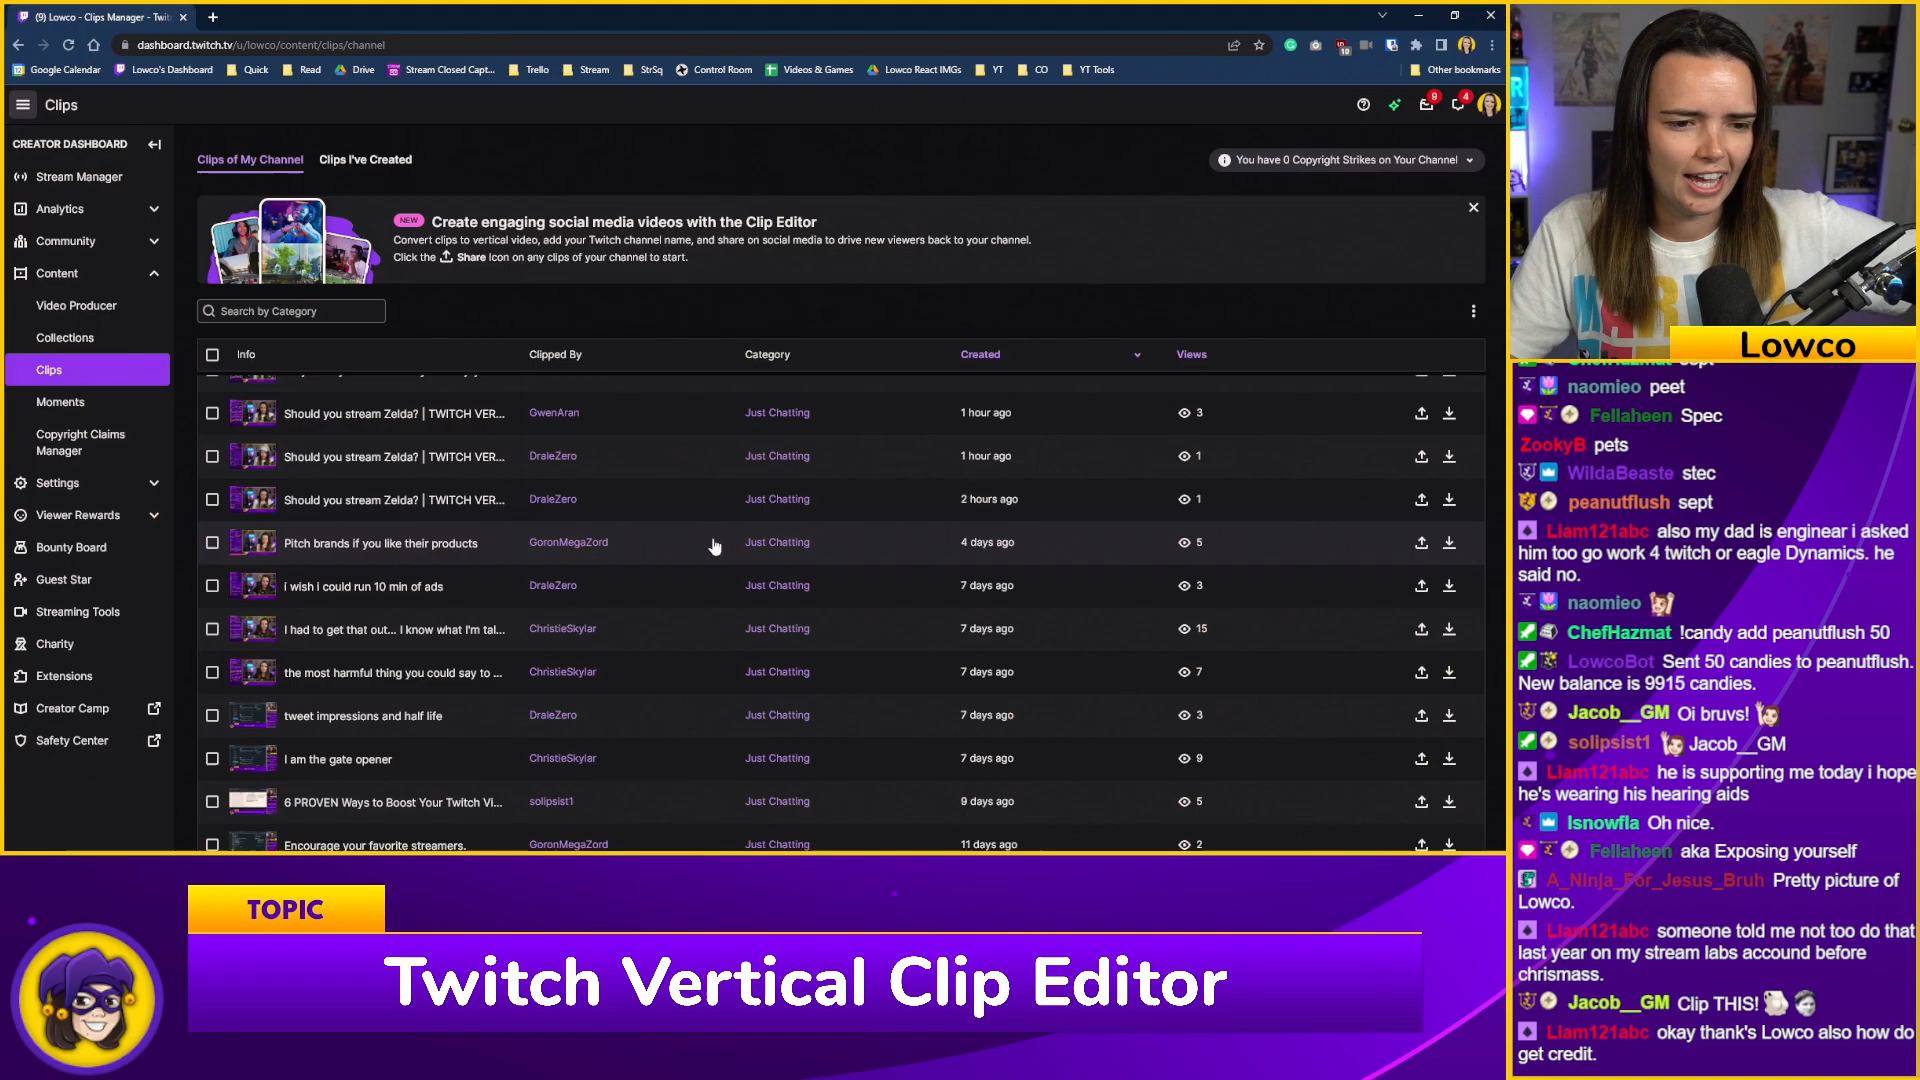 (9) Lowco - Clips Manager - Twit
dashboard.twitch.tv/u/lowco/content/clips/channel
Google Calendar Lowco's Dashboard Quick Read Drive Stream Closed Capt... Trello Stream StrSq Control Room Videos & Games Lowco React IMGs YT CO YT Tools Other bookmarks
Clips
9 4
CREATOR DASHBOARD
Stream Manager
Analytics
Community
Content
Video Producer
Collections
Clips
Moments
Copyright Claims
Manager
Settings
Viewer Rewards
Bounty Board
Guest Star
Streaming Tools
Charity
Extensions
Creator Camp
Safety Center
Clips of My Channel Clips I've Created
You have 0 Copyright Strikes on Your Channel
NEW Create engaging social media videos with the Clip Editor
Convert clips to vertical video, add your Twitch channel name, and share on social media to drive new viewers back to your channel.
Click the Share Icon on any clips of your channel to start.
Search by Category
Info Clipped By Category Created Views
Should you stream Zelda? | TWITCH VER... GwenAran Just Chatting 1 hour ago 3
Should you stream Zelda? | TWITCH VER... DraleZero Just Chatting 1 hour ago 1
Should you stream Zelda? | TWITCH VER... DraleZero Just Chatting 2 hours ago 1
Pitch brands if you like their products GoronMegaZord Just Chatting 4 days ago 5
i wish i could run 10 min of ads DraleZero Just Chatting 7 days ago 3
I had to get that out... I know what I'm tal... ChristieSkylar Just Chatting 7 days ago 15
the most harmful thing you could say to ... ChristieSkylar Just Chatting 7 days ago 7
tweet impressions and half life DraleZero Just Chatting 7 days ago 3
I am the gate opener ChristieSkylar Just Chatting 7 days ago 9
6 PROVEN Ways to Boost Your Twitch Vi... solipsist1 Just Chatting 9 days ago 5
Encourage your favorite streamers. GoronMegaZord Just Chatting 11 days ago 2
Lowco
ChefHazmat sept
naomieo peet
Fellaheen Spec
ZookyB pets
WildaBeaste stec
peanutflush sept
Liam121abc also my dad is enginear i asked
him too go work 4 twitch or eagle Dynamics. he
said no.
naomieo
ChefHazmat !candy add peanutflush 50
LowcoBot Sent 50 candies to peanutflush.
New balance is 9915 candies.
Jacob__GM Oi bruvs!
solipsist1 Jacob__GM
Liam121abc he is supporting me today i hope
he's wearing his hearing aids
Isnowfla Oh nice.
Fellaheen aka Exposing yourself
A_Ninja_For_Jesus_Bruh Pretty picture of
Lowco.
Liam121abc someone told me not too do that
last year on my stream labs accound before
chrismass.
Jacob__GM Clip THIS!
Liam121abc okay thank's Lowco also how do
get credit.
TOPIC
Twitch Vertical Clip Editor